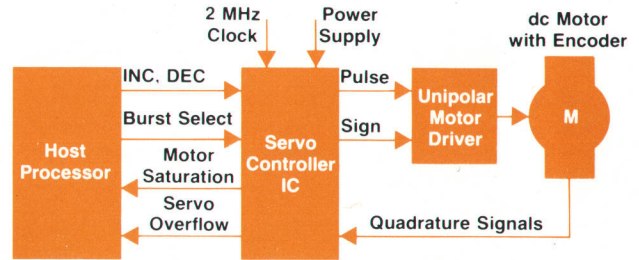 2 MHz
Clock
Power
Supply
dc Motor
with Encoder
INC, DEC
Burst Select
Motor
Saturation
Servo
Overflow
Host
Processor
Servo
Controller
IC
Pulse
Sign
Unipolar
Motor
Driver
M
Quadrature Signals